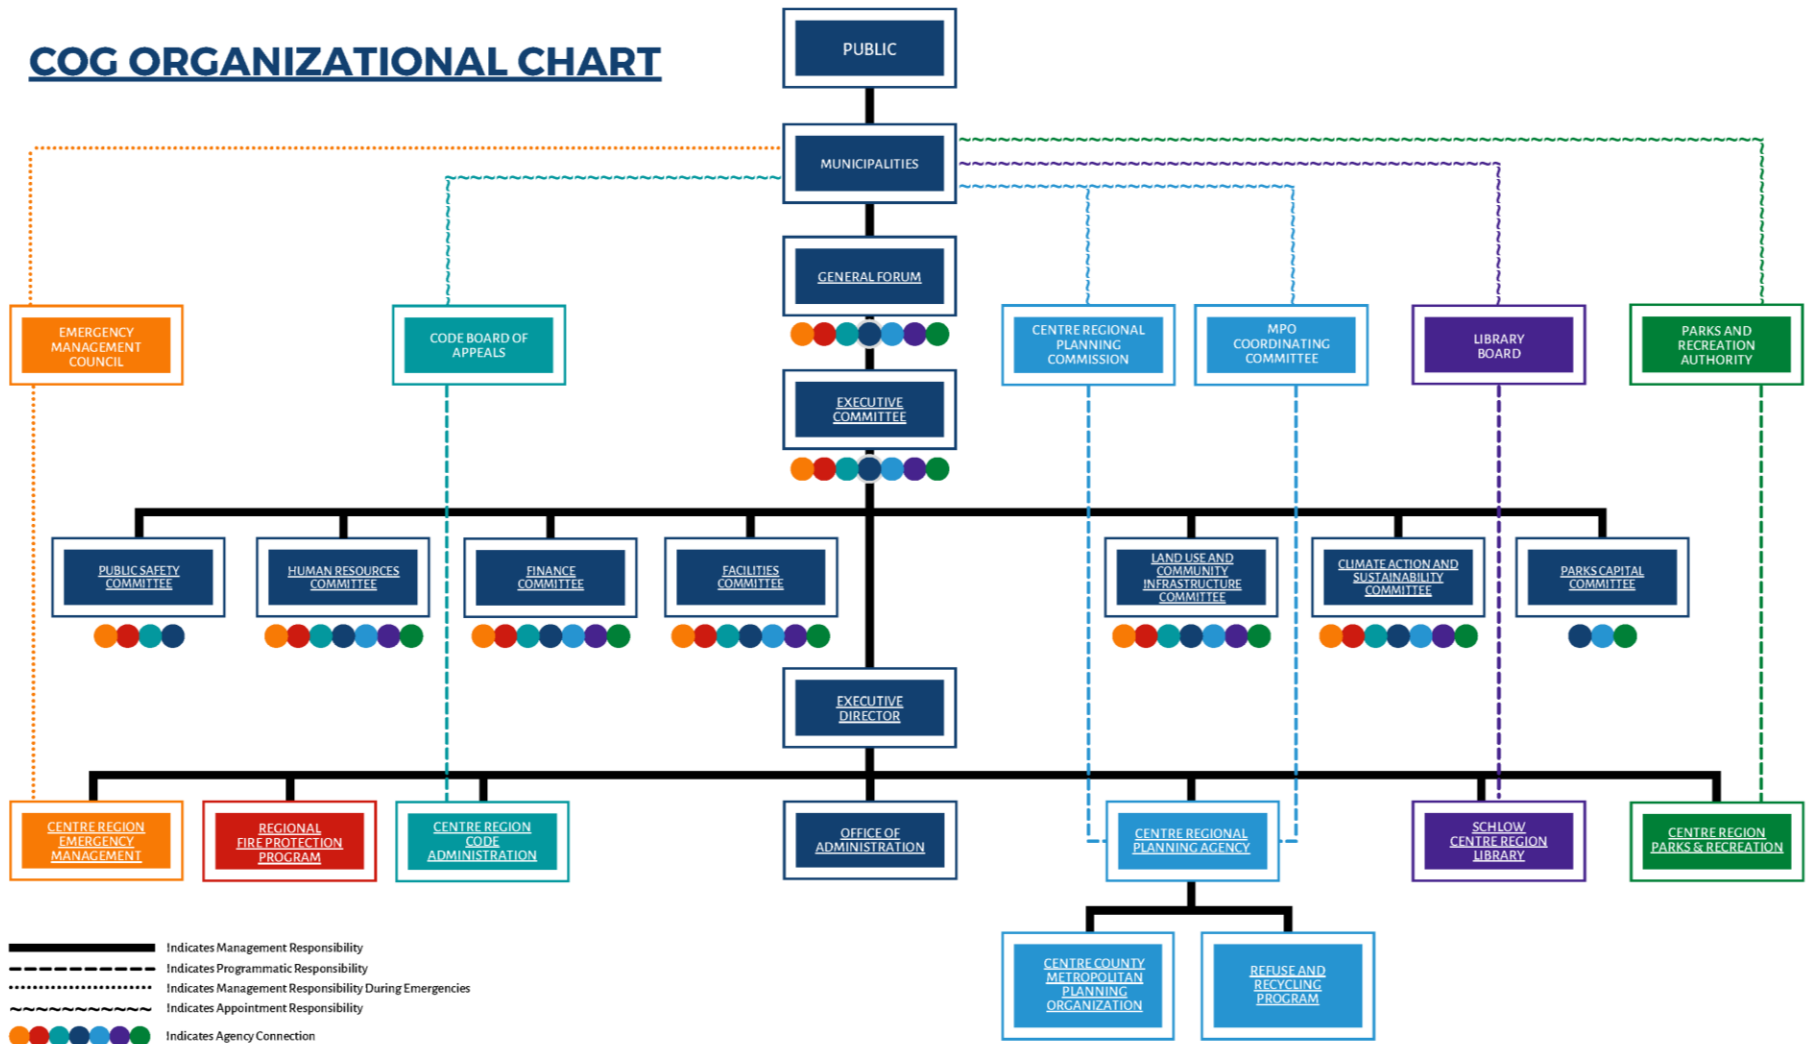 COG ORGANIZATIONAL CHART
PUBLIC
MUNICIPALITIES
GENERAL FORUM
EMERGENCY
MANAGEMENT
COUNCIL
CODE BOARD OF
APPEALS
CENTRE REGIONAL
PLANNING
COMMISSION
MPO
COORDINATING
COMMITTEE
LIBRARY
BOARD
PARKS AND
RECREATION
AUTHORITY
EXECUTIVE
COMMITTEE
PUBLIC SAFETY
COMMITTEE
HUMAN RESOURCES
COMMITTEE
FINANCE
COMMITTEE
FACILITIES
COMMITTEE
LAND USE AND
COMMUNITY
INFRASTRUCTURE
COMMITTEE
CLIMATE ACTION AND
SUSTAINABILITY
COMMITTEE
PARKS CAPITAL
COMMITTEE
EXECUTIVE
DIRECTOR
CENTRE REGION
EMERGENCY
MANAGEMENT
REGIONAL
FIRE PROTECTION
PROGRAM
CENTRE REGION
CODE
ADMINISTRATION
OFFICE OF
ADMINISTRATION
CENTRE REGIONAL
PLANNING AGENCY
SCHLOW
CENTRE REGION
LIBRARY
CENTRE REGION
PARKS & RECREATION
CENTRE COUNTY
METROPOLITAN
PLANNING
ORGANIZATION
REFUSE AND
RECYCLING
PROGRAM
Indicates Management Responsibility
Indicates Programmatic Responsibility
Indicates Management Responsibility During Emergencies
Indicates Appointment Responsibility
Indicates Agency Connection